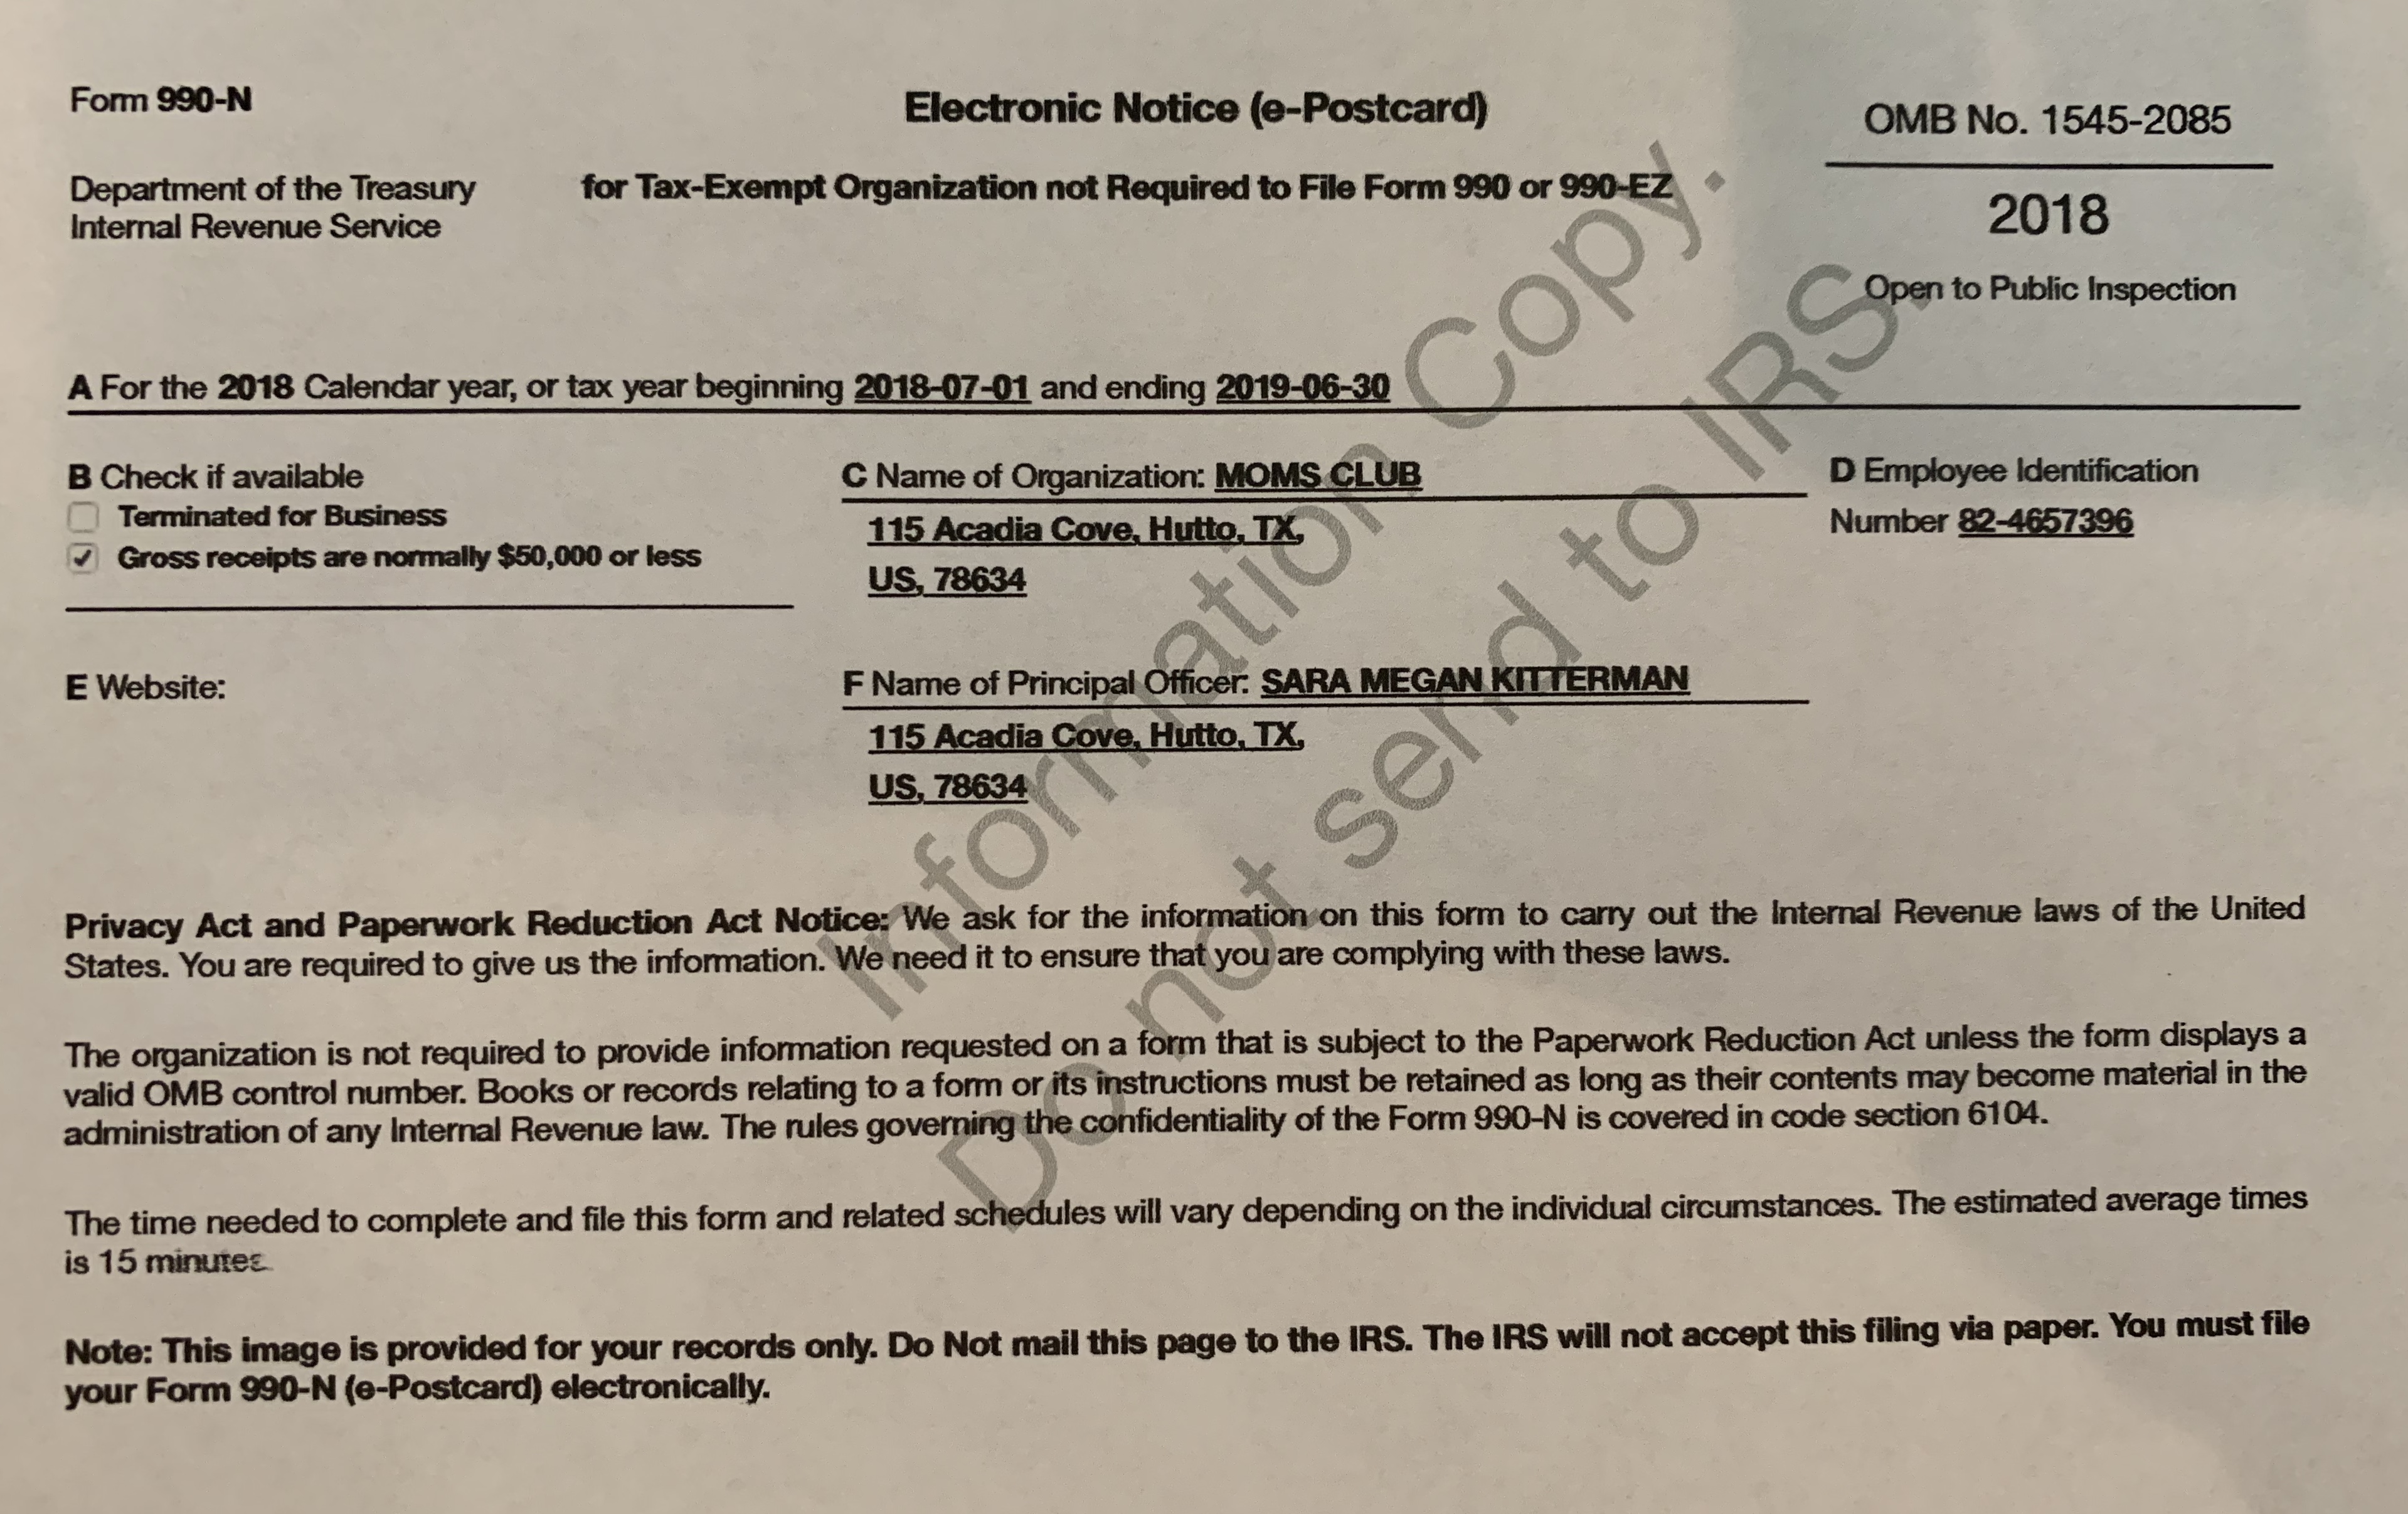 Form 990-N
Electronic Notice (e-Postcard)
OMB No. 1545-2085
Department of the Treasury
Internal Revenue Service
for Tax-Exempt Organization not Required to File Form 990 or 990-EZ
2018
Open to Public Inspection
A For the 2018 Calendar year, or tax year beginning 2018-07-01 and ending 2019-06-30
B Check if available
Terminated for Business
Gross receipts are normally $50,000 or less
C Name of Organization: MOMS CLUB
115 Acadia Cove, Hutto, TX,
US, 78634
D Employee Identification
Number 82-4657396
E Website:
F Name of Principal Officer: SARA MEGAN KITTERMAN
115 Acadia Cove, Hutto, TX,
US, 78634
Privacy Act and Paperwork Reduction Act Notice: We ask for the information on this form to carry out the Internal Revenue laws of the United
States. You are required to give us the information. We need it to ensure that you are complying with these laws.
The organization is not required to provide information requested on a form that is subject to the Paperwork Reduction Act unless the form displays a
valid OMB control number. Books or records relating to a form or its instructions must be retained as long as their contents may become material in the
administration of any Internal Revenue law. The rules governing the confidentiality of the Form 990-N is covered in code section 6104.
The time needed to complete and file this form and related schedules will vary depending on the individual circumstances. The estimated average times
is 15 minutes.
Note: This image is provided for your records only. Do Not mail this page to the IRS. The IRS will not accept this filing via paper. You must file
your Form 990-N (e-Postcard) electronically.
Information Copy.
Do not send to IRS.